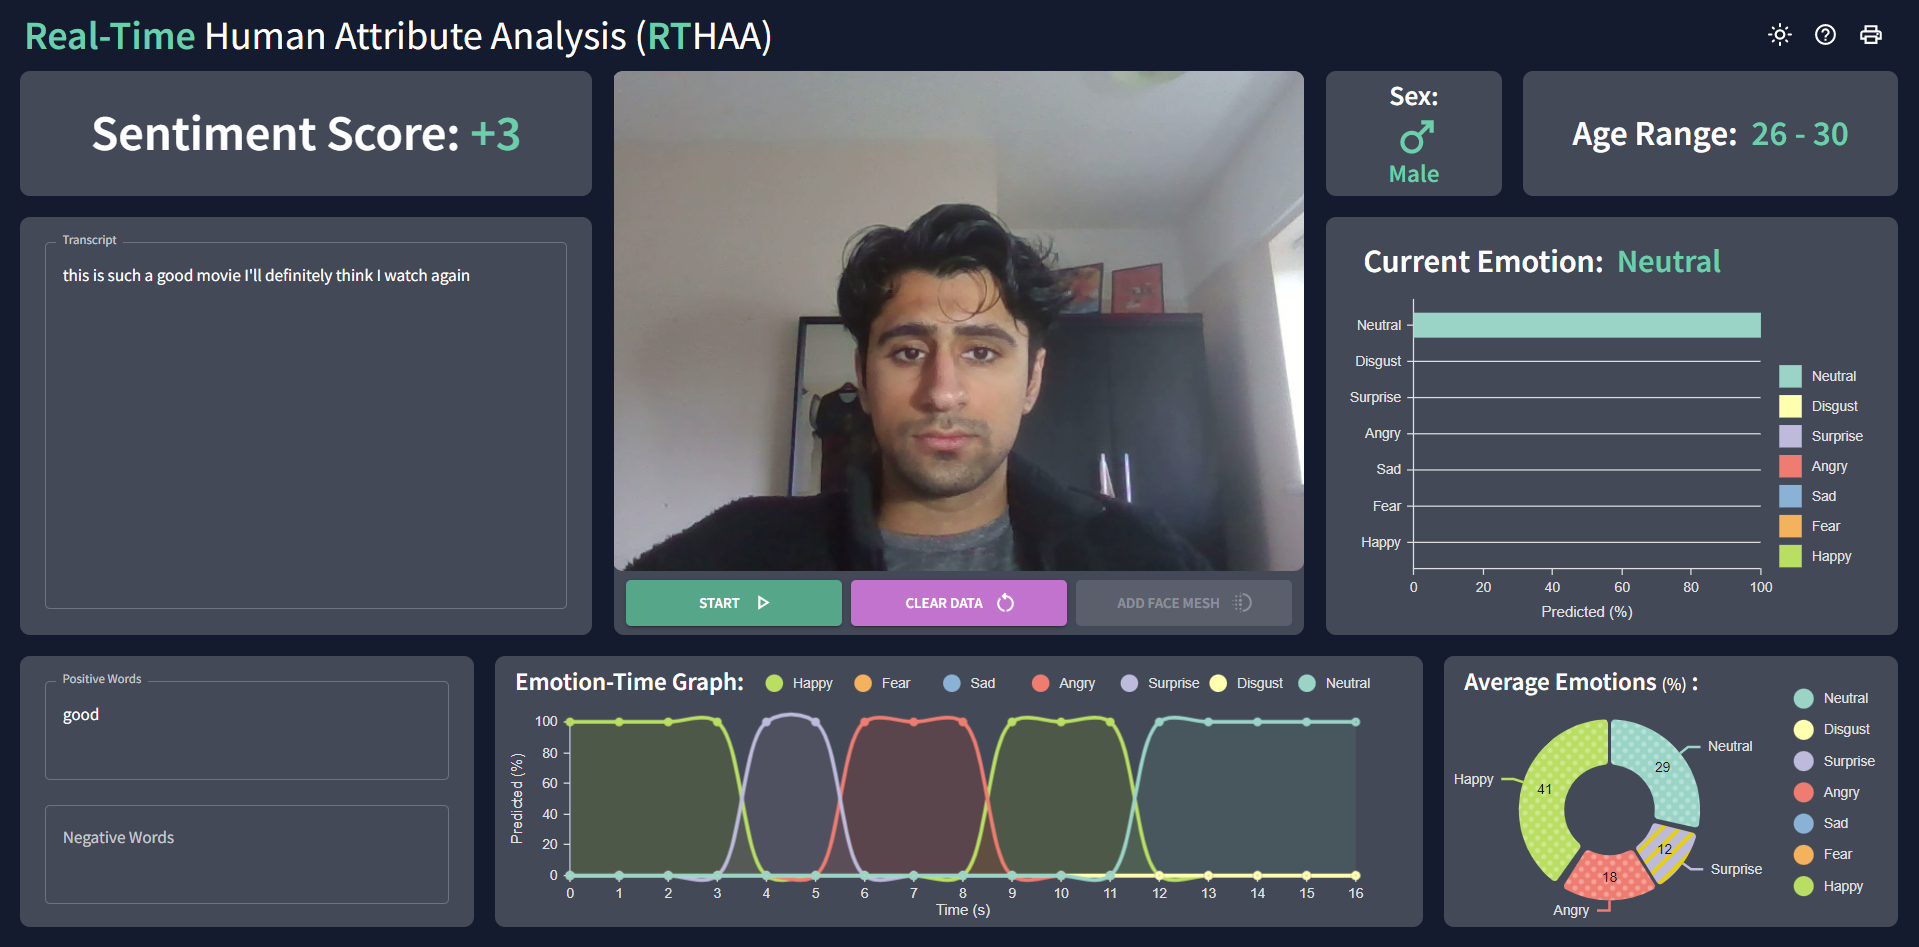 Real-Time Human Attribute Analysis (RTHAA)
Sentiment Score: +3
Sex:
Male
Age Range: 26 - 30
Transcript
this is such a good movie I'll definitely think I watch again
START
CLEAR DATA
ADD FACE MESH
Current Emotion: Neutral
Neutral
Disgust
Surprise
Angry
Sad
Fear
Happy
0 20 40 60 80 100
Predicted (%)
Neutral
Disgust
Surprise
Angry
Sad
Fear
Happy
Positive Words
good
Negative Words
Emotion-Time Graph: Happy Fear Sad Angry Surprise Disgust Neutral
Predicted (%)
100
80
60
40
20
0
0 1 2 3 4 5 6 7 8 9 10 11 12 13 14 15 16
Time (s)
Average Emotions (%) :
Neutral
29
Happy
41
12
Surprise
18
Angry
Neutral
Disgust
Surprise
Angry
Sad
Fear
Happy